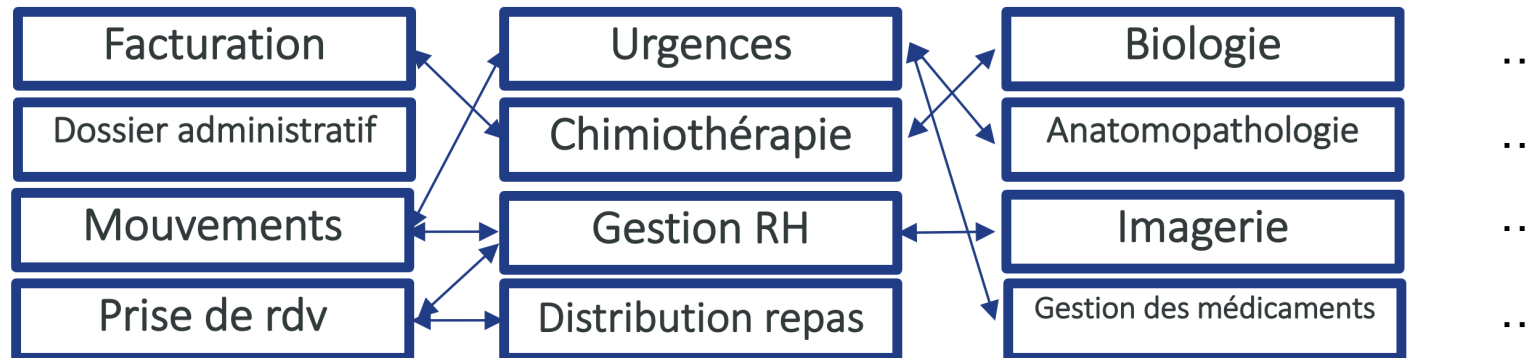 Facturation
Urgences
Biologie
..
Dossier administratif
Chimiothérapie
Anatomopathologie
..
Mouvements
Gestion RH
Imagerie
..
Prise de rdv
Distribution repas
Gestion des médicaments
..